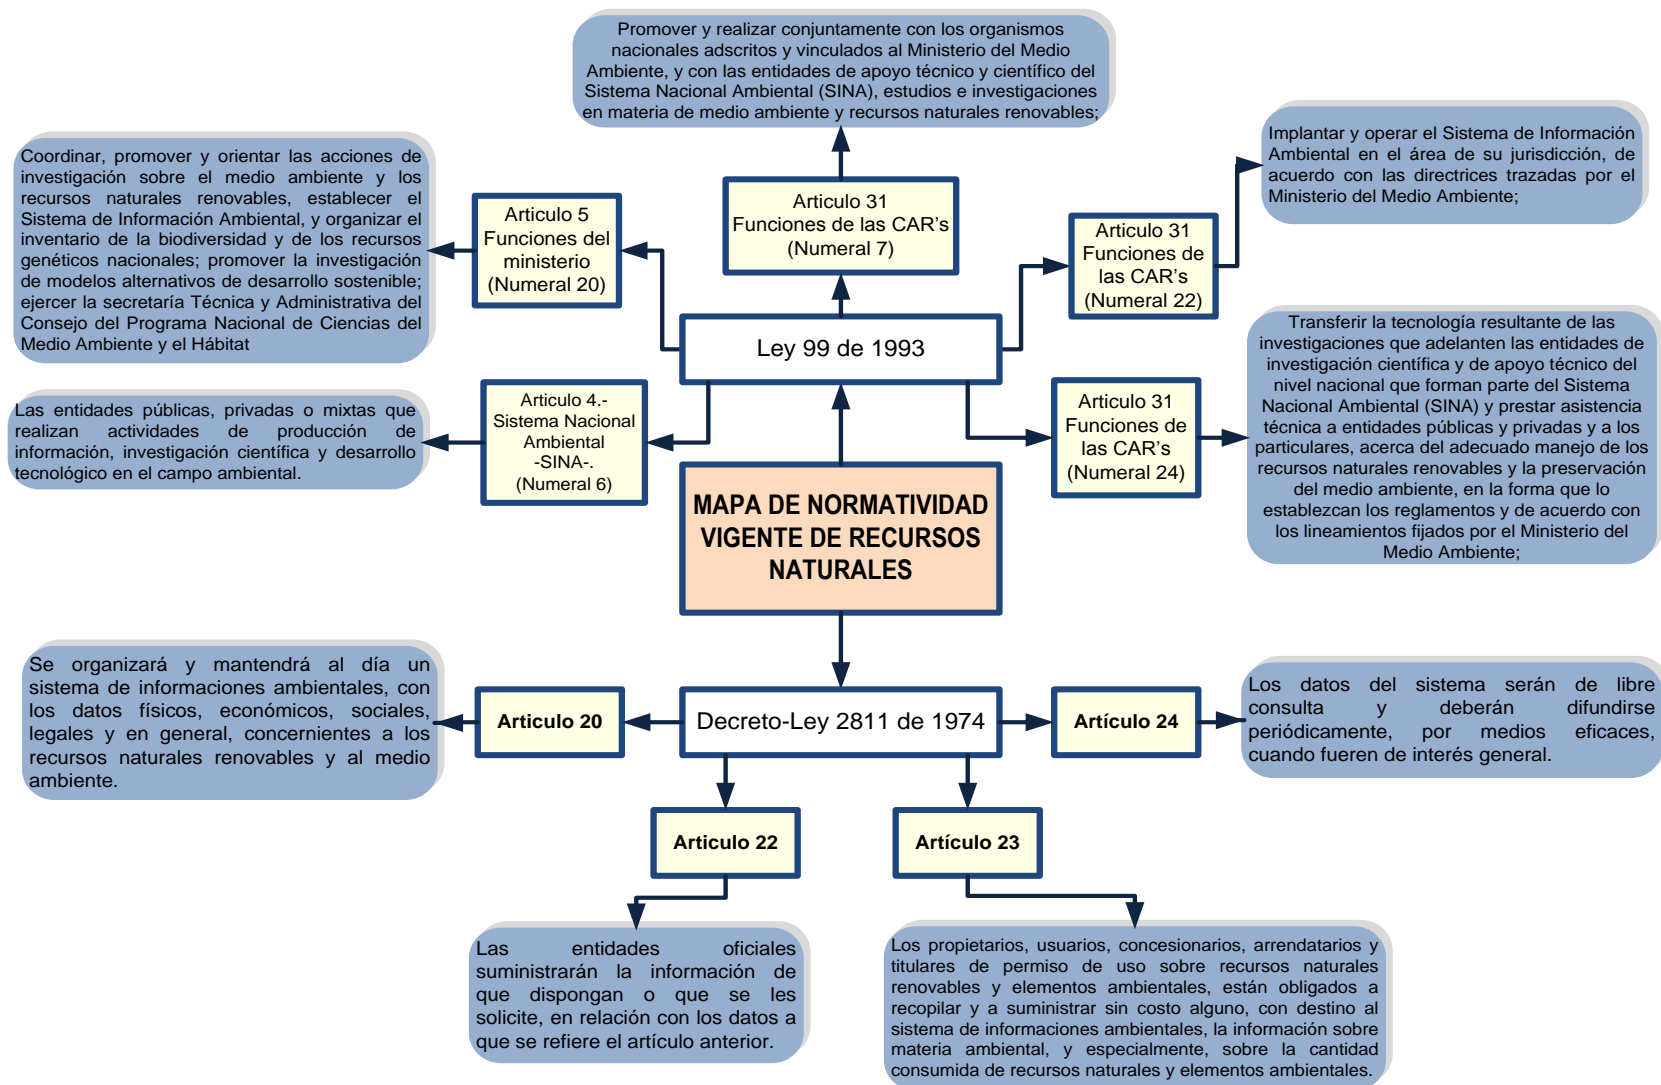 Promover y realizar conjuntamente con los organismos
nacionales adscritos y vinculados al Ministerio del Medio
Ambiente, y con las entidades de apoyo técnico y científico del
Sistema Nacional Ambiental (SINA), estudios e investigaciones
en materia de medio ambiente y recursos naturales renovables;
Coordinar, promover y orientar las acciones de
investigación sobre el medio ambiente y los
recursos naturales renovables, establecer el
Sistema de Información Ambiental, y organizar el
inventario de la biodiversidad y de los recursos
genéticos nacionales; promover la investigación
de modelos alternativos de desarrollo sostenible;
ejercer la secretaría Técnica y Administrativa del
Consejo del Programa Nacional de Ciencias del
Medio Ambiente y el Hábitat
Articulo 5
Funciones del
ministerio
(Numeral 20)
Articulo 31
Funciones de las CAR's
(Numeral 7)
Articulo 31
Funciones de
las CAR's
(Numeral 22)
Implantar y operar el Sistema de Información
Ambiental en el área de su jurisdicción, de
acuerdo con las directrices trazadas por el
Ministerio del Medio Ambiente;
Ley 99 de 1993
Las entidades públicas, privadas o mixtas que
realizan actividades de producción de
información, investigación científica y desarrollo
tecnológico en el campo ambiental.
Articulo 4.-
Sistema Nacional
Ambiental
-SINA-.
(Numeral 6)
Articulo 31
Funciones de
las CAR's
(Numeral 24)
Transferir la tecnología resultante de las
investigaciones que adelanten las entidades de
investigación científica y de apoyo técnico del
nivel nacional que forman parte del Sistema
Nacional Ambiental (SINA) y prestar asistencia
técnica a entidades públicas y privadas y a los
particulares, acerca del adecuado manejo de los
recursos naturales renovables y la preservación
del medio ambiente, en la forma que lo
establezcan los reglamentos y de acuerdo con
los lineamientos fijados por el Ministerio del
Medio Ambiente;
MAPA DE NORMATIVIDAD
VIGENTE DE RECURSOS
NATURALES
Se organizará y mantendrá al día un
sistema de informaciones ambientales, con
los datos físicos, económicos, sociales,
legales y en general, concernientes a los
recursos naturales renovables y al medio
ambiente.
Articulo 20
Decreto-Ley 2811 de 1974
Artículo 24
Los datos del sistema serán de libre
consulta y deberán difundirse
periódicamente, por medios eficaces,
cuando fueren de interés general.
Articulo 22
Artículo 23
Las entidades oficiales
suministrarán la información de
que dispongan o que se les
solicite, en relación con los datos a
que se refiere el artículo anterior.
Los propietarios, usuarios, concesionarios, arrendatarios y
titulares de permiso de uso sobre recursos naturales
renovables y elementos ambientales, están obligados a
recopilar y a suministrar sin costo alguno, con destino al
sistema de informaciones ambientales, la información sobre
materia ambiental, y especialmente, sobre la cantidad
consumida de recursos naturales y elementos ambientales.